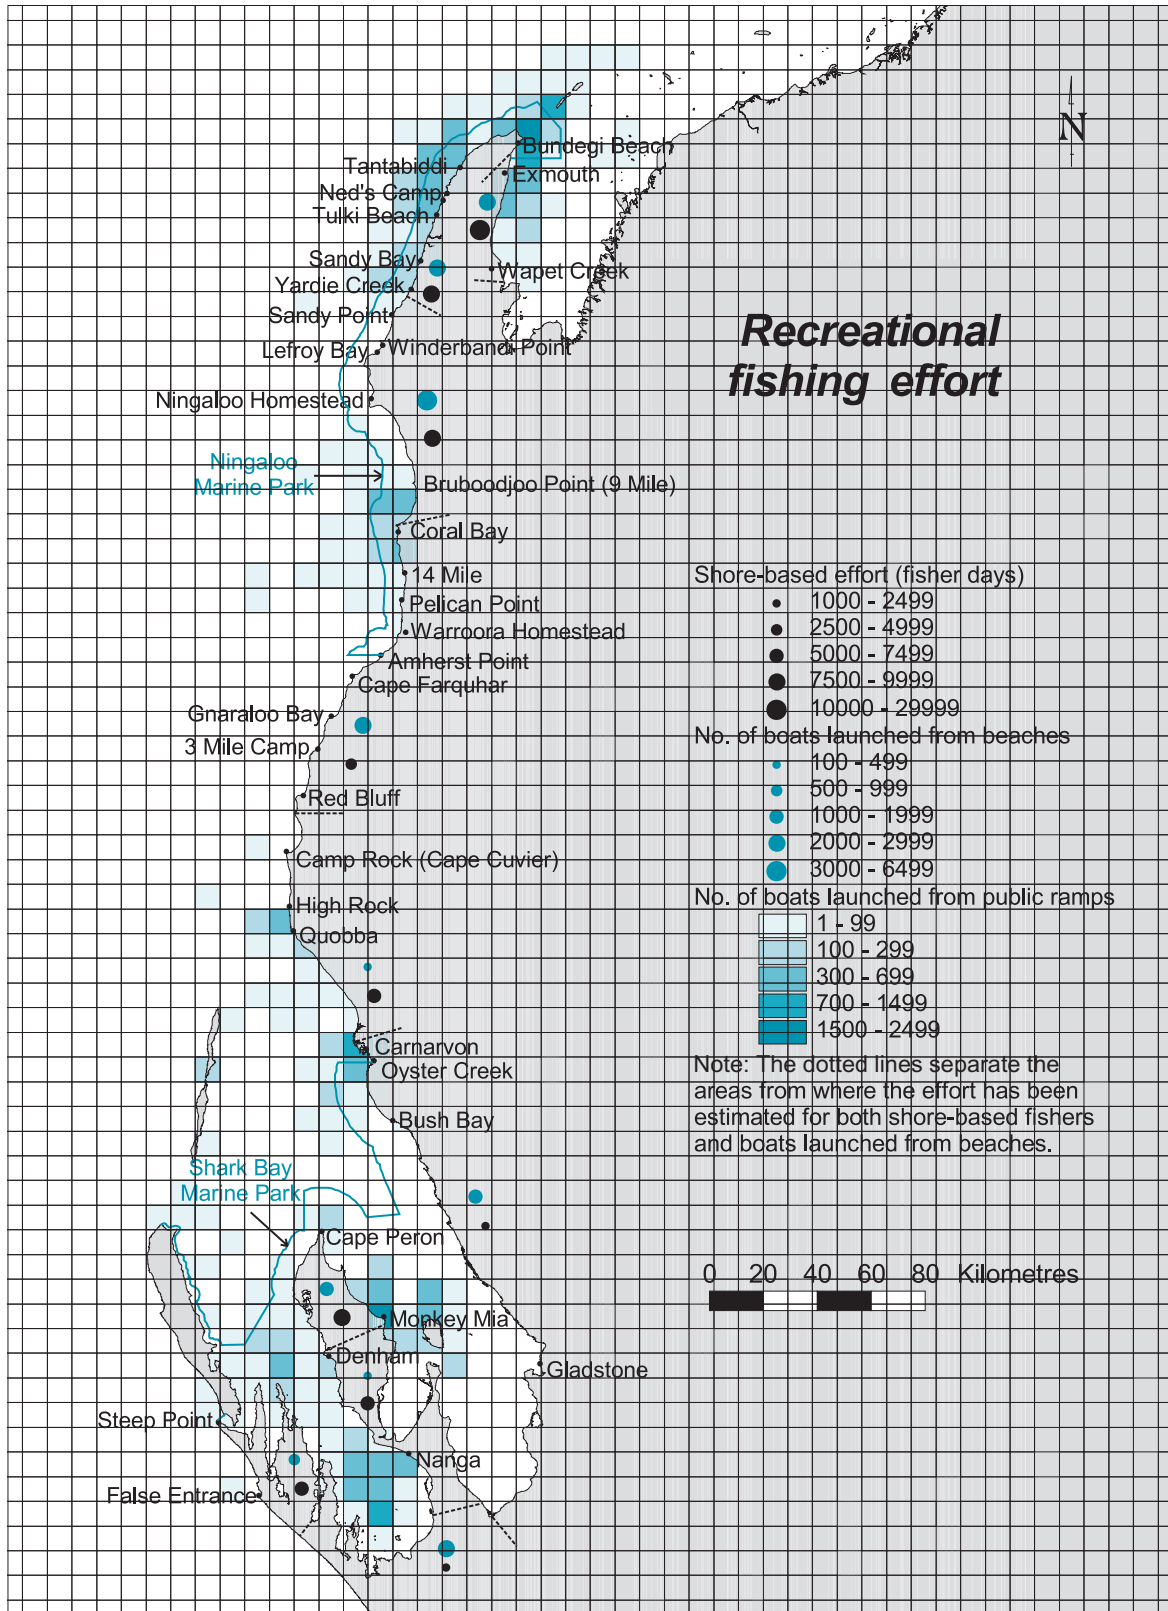 N
Bundegi Beach
Tantabiddi
Exmouth
Ned's Camp
Tulki Beach
Sandy Bay
Wapet Creek
Yardie Creek
Sandy Point
Recreational
fishing effort
Winderbandi Point
Lefroy Bay
Ningaloo Homestead
Ningaloo
Marine Park
Bruboodjoo Point (9 Mile)
Coral Bay
14 Mile
Pelican Point
Warroora Homestead
Amherst Point
Cape Farquhar
Gnaraloo Bay
3 Mile Camp
Red Bluff
Camp Rock (Cape Cuvier)
High Rock
Quobba
Carnarvon
Oyster Creek
Bush Bay
Shark Bay
Marine Park
Cape Peron
Monkey Mia
Denham
Gladstone
Steep Point
Nanga
False Entrance
Shore-based effort (fisher days)
1000 - 2499
2500 - 4999
5000 - 7499
7500 - 9999
10000 - 29999
No. of boats launched from beaches
100 - 499
500 - 999
1000 - 1999
2000 - 2999
3000 - 6499
No. of boats launched from public ramps
1 - 99
100 - 299
300 - 699
700 - 1499
1500 - 2499
Note: The dotted lines separate the
areas from where the effort has been
estimated for both shore-based fishers
and boats launched from beaches.
0 20 40 60 80 Kilometres